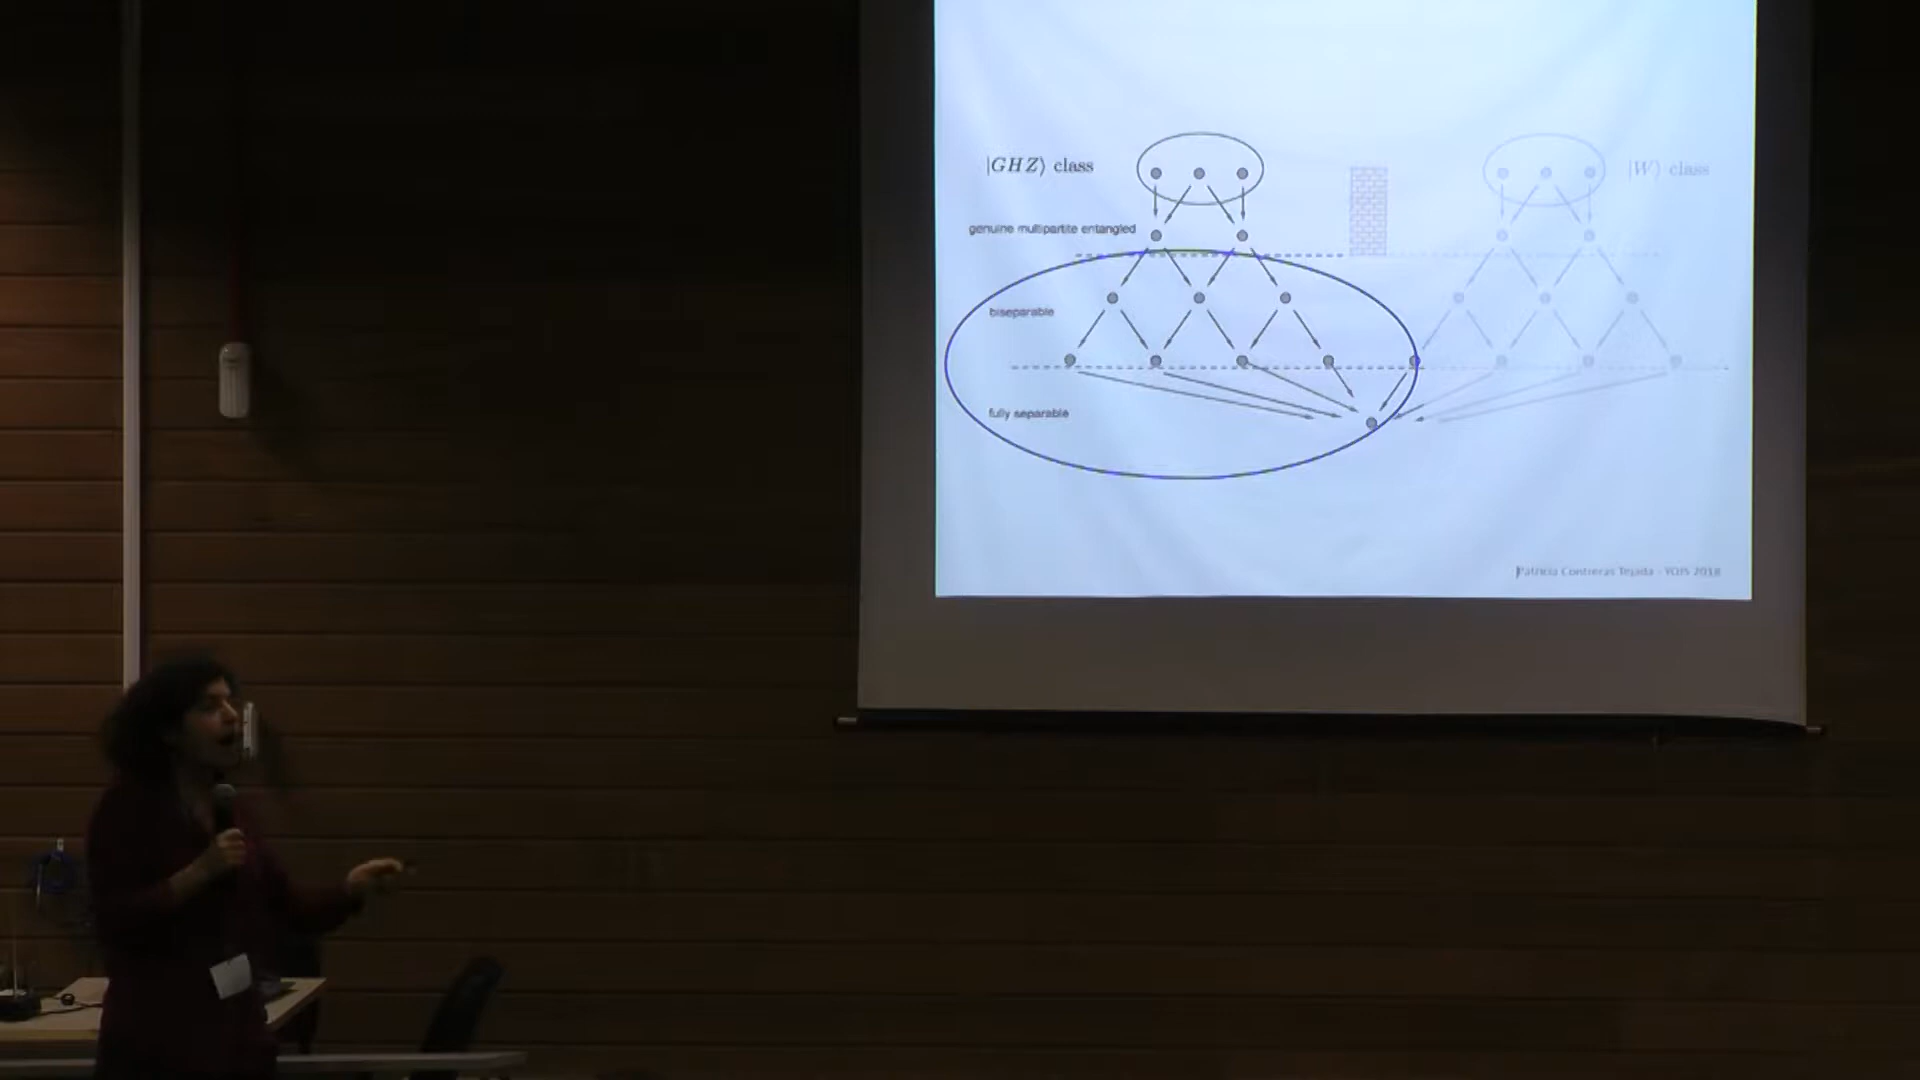 |GHZ⟩ class
|W⟩ class
genuine multipartite entangled
biseparable
fully separable
Patricia Contreras Tejada - YQIS 2018